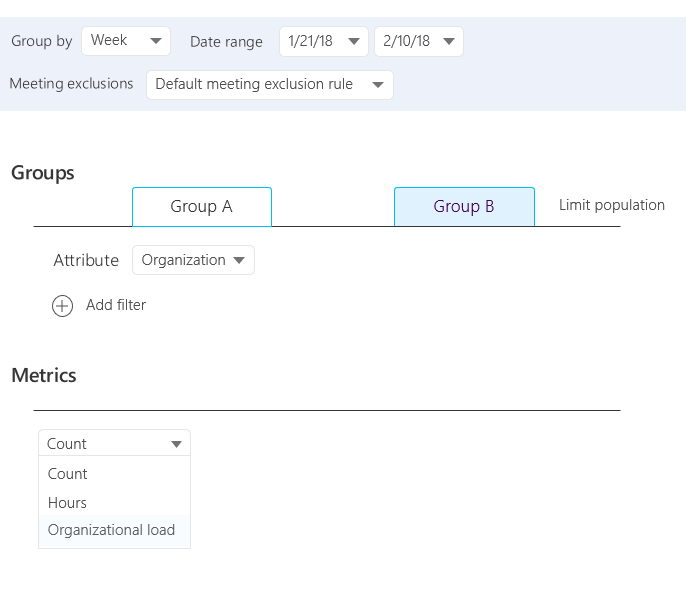 Group by Week Date range 1/21/18 2/10/18
Meeting exclusions Default meeting exclusion rule
Groups
Group A Group B Limit population
Attribute Organization
Add filter
Metrics
Count
Count
Hours
Organizational load